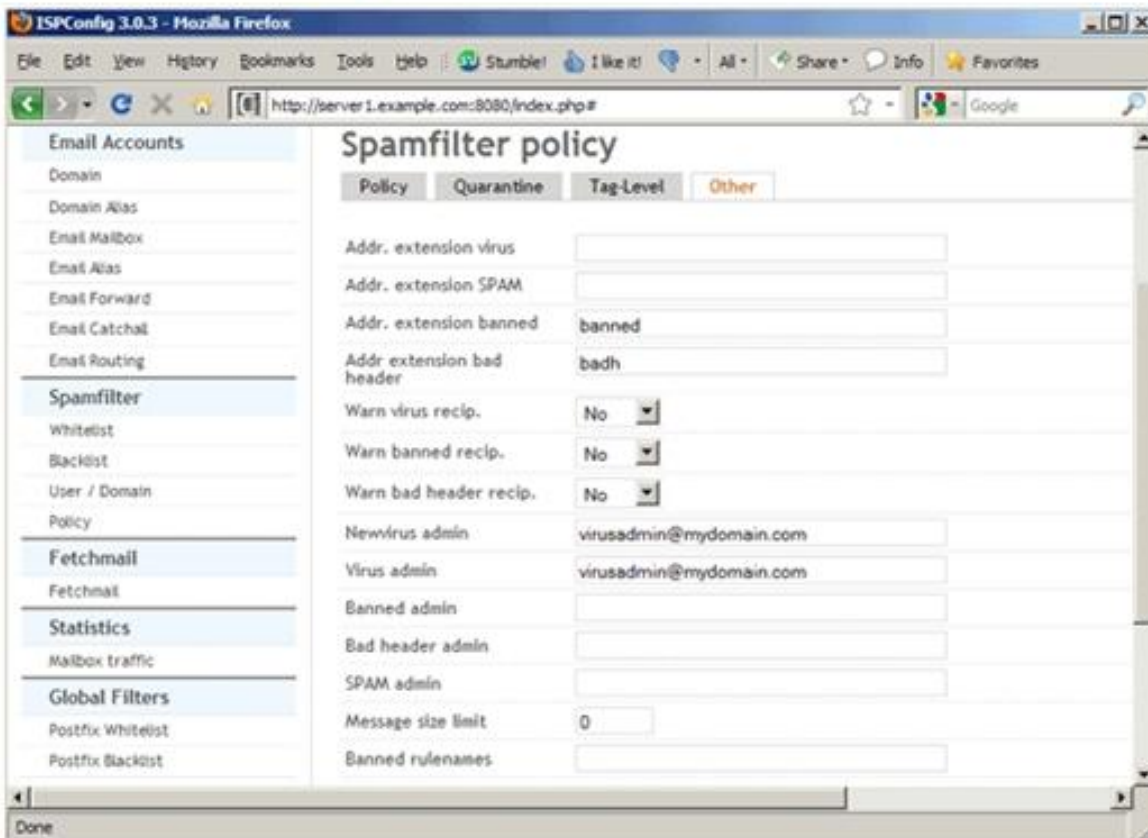 ISPConfig 3.0.3 - Mozilla Firefox
File Edit View History Bookmarks Tools Help Stumble! I like it! All Share Info Favorites
http://server1.example.com:8080/index.php# Google
Email Accounts
Domain
Domain Alias
Email Mailbox
Email Alias
Email Forward
Email Catchall
Email Routing
Spamfilter
Whitelist
Blacklist
User / Domain
Policy
Fetchmail
Fetchmail
Statistics
Mailbox traffic
Global Filters
Postfix Whitelist
Postfix Blacklist
Spamfilter policy
Policy Quarantine Tag-Level Other
Addr. extension virus
Addr. extension SPAM
Addr. extension banned banned
Addr extension bad
header badh
Warn virus recip. No
Warn banned recip. No
Warn bad header recip. No
Newvirus admin virusadmin@mydomain.com
Virus admin virusadmin@mydomain.com
Banned admin
Bad header admin
SPAM admin
Message size limit 0
Banned rulenames
Done